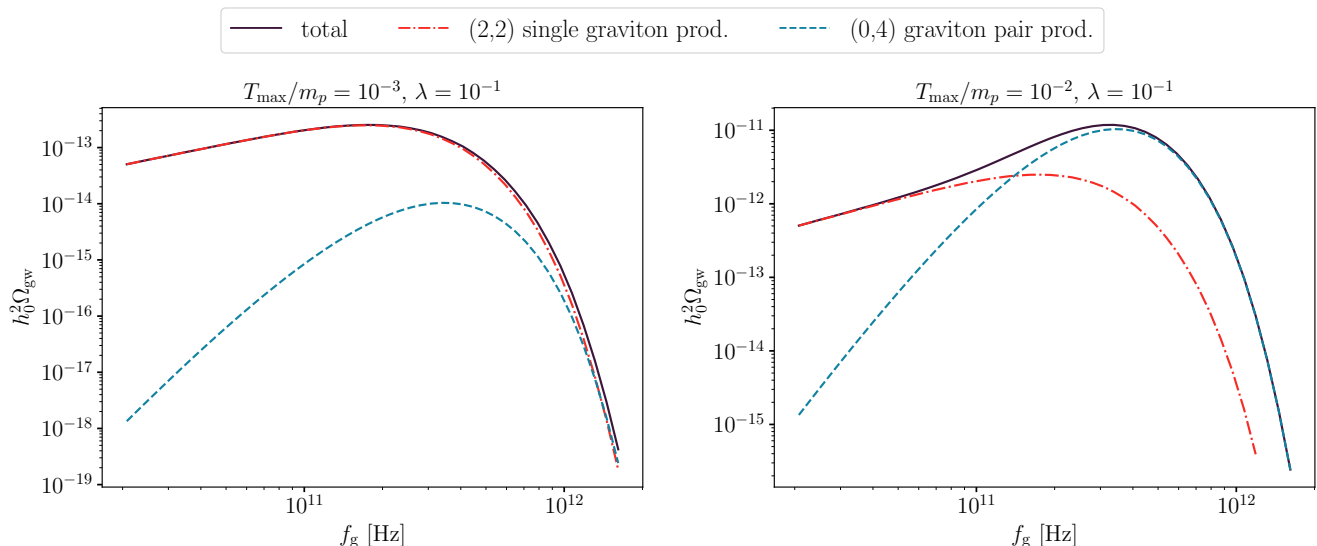 total (2,2) single graviton prod. (0,4) graviton pair prod.
T_max/m_p = 10^−3, λ = 10^−1
10^−13
10^−14
10^−15
10^−16
10^−17
10^−18
10^−19
h_0^2Ω_gw
10^11
10^12
f_g [Hz]
T_max/m_p = 10^−2, λ = 10^−1
10^−11
10^−12
10^−13
10^−14
10^−15
h_0^2Ω_gw
10^11
10^12
f_g [Hz]